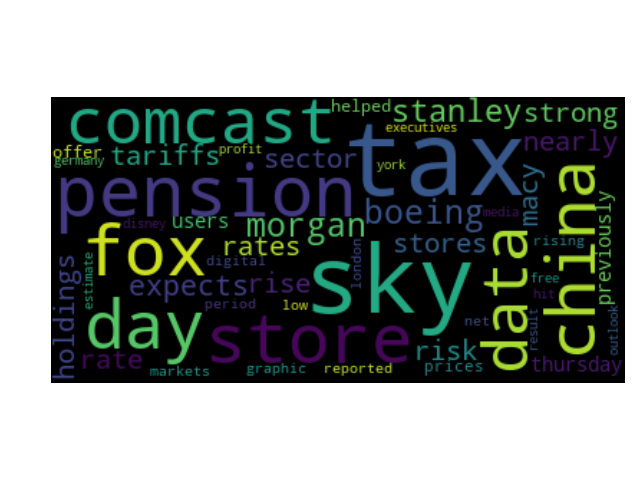 comcast
helped
stanley
strong
executives
offer
germany
tariffs
profit
sector
york
tax
nearly
pension
boeing
media
macy
china
previously
disney
users
morgan
fox
rates
digital
london
stores
rising
data
free
holdings
estimate
expects
rise
sky
hit
day
period
low
store
net
result
outlook
rate
risk
markets
graphic
reported
prices
thursday